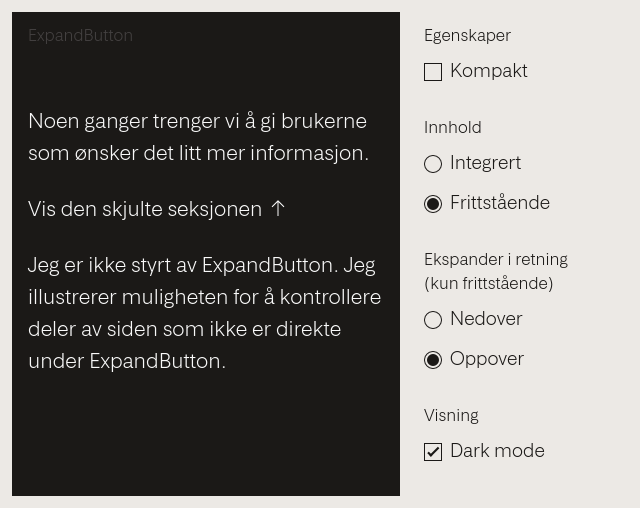 ExpandButton
Noen ganger trenger vi å gi brukerne
som ønsker det litt mer informasjon.
Vis den skjulte seksjonen ↑
Jeg er ikke styrt av ExpandButton. Jeg
illustrerer muligheten for å kontrollere
deler av siden som ikke er direkte
under ExpandButton.
Egenskaper
Kompakt
Innhold
Integrert
Frittstående
Ekspander i retning
(kun frittstående)
Nedover
Oppover
Visning
Dark mode